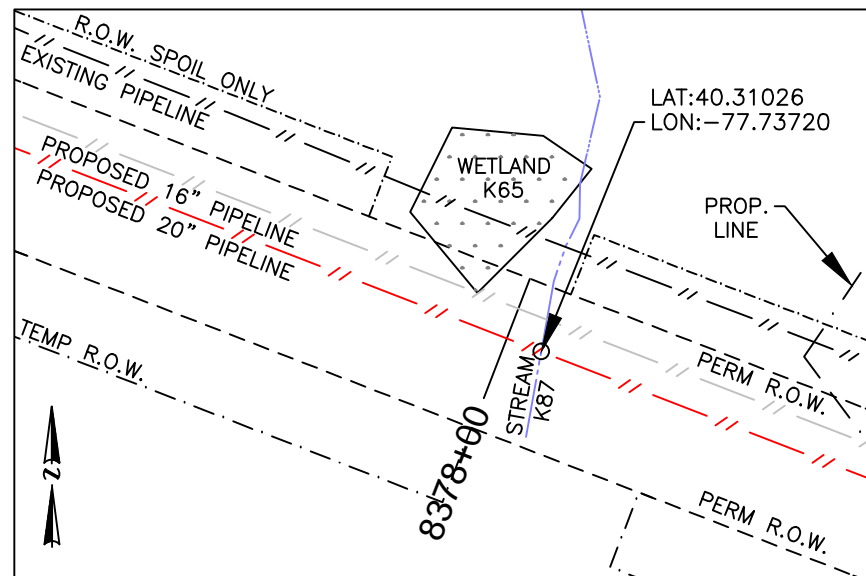 R.O.W. SPOIL ONLY
EXISTING PIPELINE
PROPOSED 16" PIPELINE
PROPOSED 20" PIPELINE
TEMP R.O.W.
WETLAND
K65
LAT:40.31026
LON:-77.73720
PROP.
LINE
STREAM
K87
8378+00
PERM R.O.W.
PERM R.O.W.
N